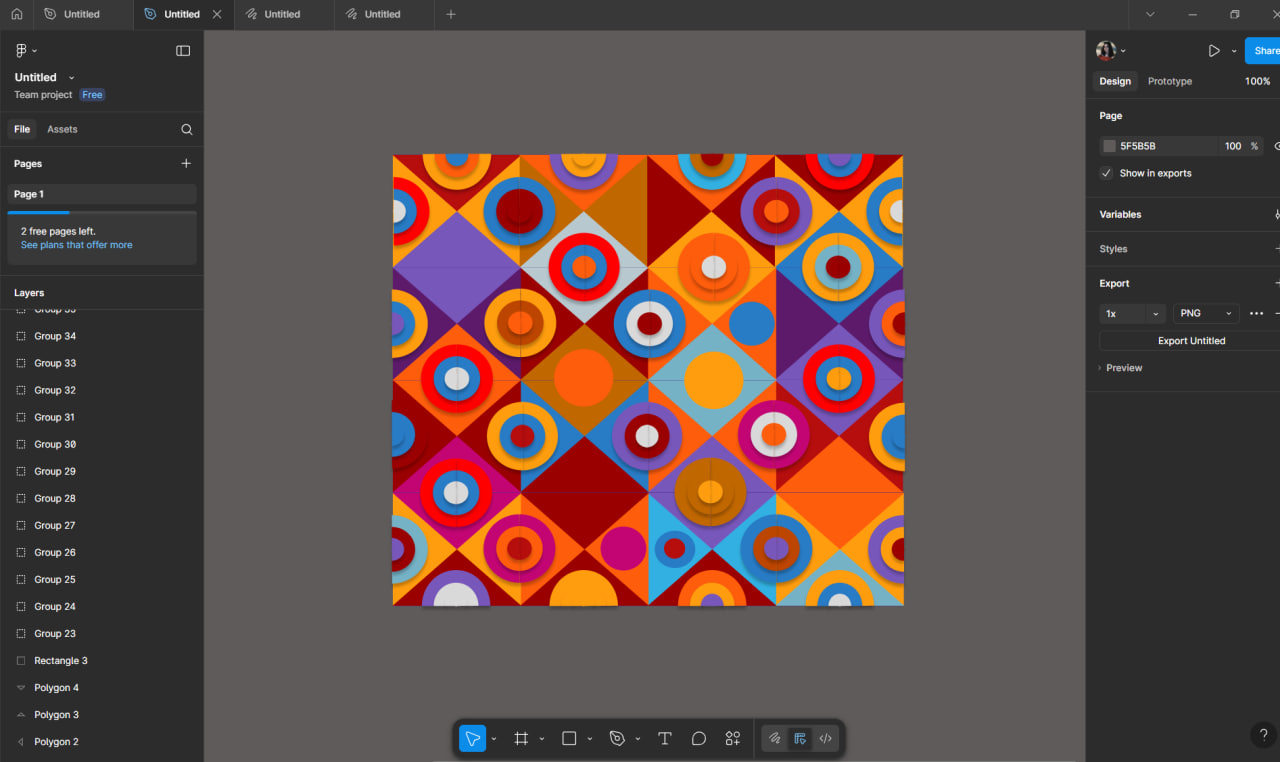 Untitled
Untitled
Untitled
Untitled
Untitled
Team project Free
File Assets
Pages
Page 1
2 free pages left.
See plans that offer more
Layers
Group 34
Group 33
Group 32
Group 31
Group 30
Group 29
Group 28
Group 27
Group 26
Group 25
Group 24
Group 23
Rectangle 3
Polygon 4
Polygon 3
Polygon 2
Share
Design Prototype 100%
Page
5F5B5B 100 %
Show in exports
Variables
Styles
Export
1x PNG
Export Untitled
Preview
?